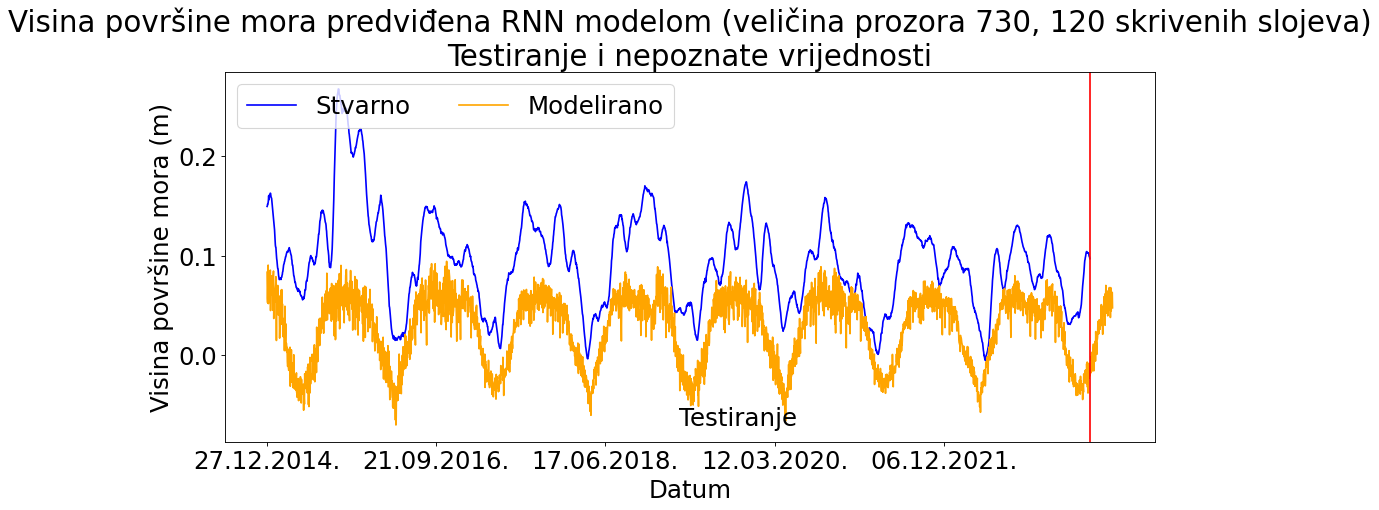 Visina površine mora predviđena RNN modelom (veličina prozora 730, 120 skrivenih slojeva)
Testiranje i nepoznate vrijednosti
Stvarno
Modelirano
Visina površine mora (m)
0.2
0.1
0.0
Testiranje
27.12.2014.
21.09.2016.
17.06.2018.
12.03.2020.
06.12.2021.
Datum